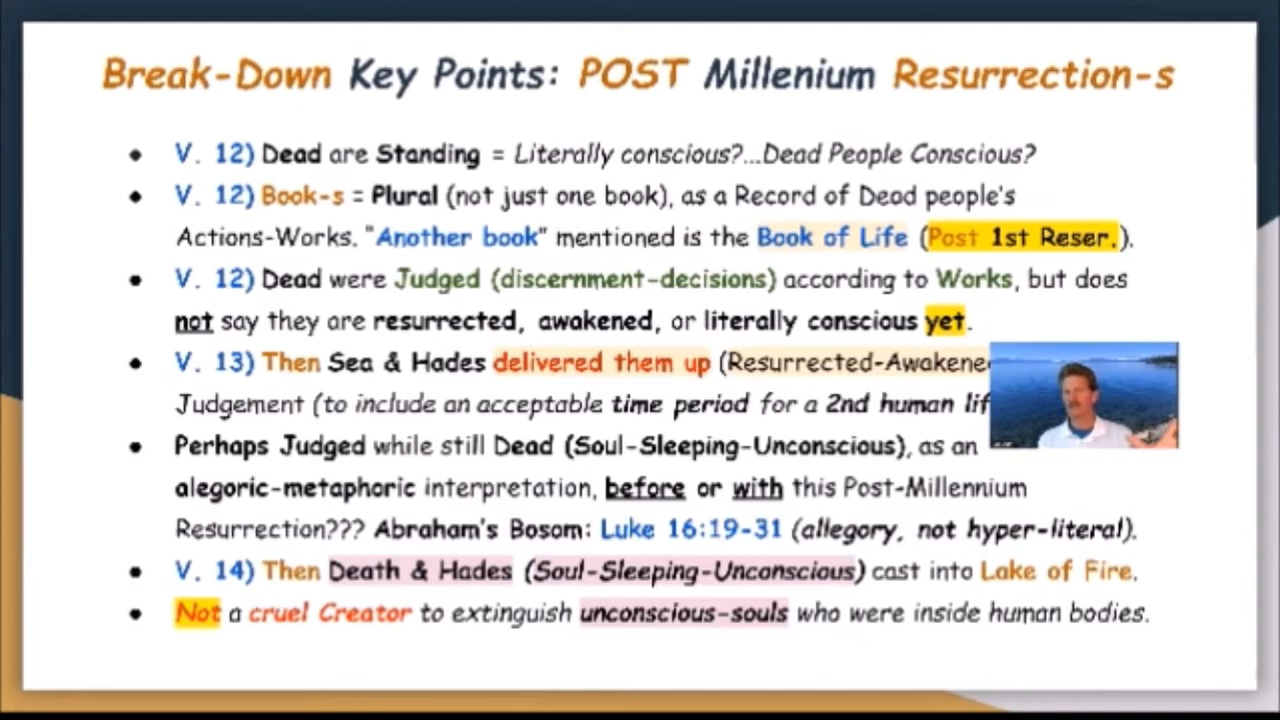 Break-Down Key Points: POST Millenium Resurrection-s
• V. 12) Dead are Standing = Literally conscious?...Dead People Conscious?
• V. 12) Book-s = Plural (not just one book), as a Record of Dead people's
Actions-Works. "Another book" mentioned is the Book of Life (Post 1st Reser.).
• V. 12) Dead were Judged (discernment-decisions) according to Works, but does
not say they are resurrected, awakened, or literally conscious yet.
• V. 13) Then Sea & Hades delivered them up (Resurrected-Awakene
Judgement (to include an acceptable time period for a 2nd human lif
• Perhaps Judged while still Dead (Soul-Sleeping-Unconscious), as an
alegoric-metaphoric interpretation, before or with this Post-Millennium
Resurrection??? Abraham's Bosom: Luke 16:19-31 (allegory, not hyper-literal).
• V. 14) Then Death & Hades (Soul-Sleeping-Unconscious) cast into Lake of Fire.
• Not a cruel Creator to extinguish unconscious-souls who were inside human bodies.